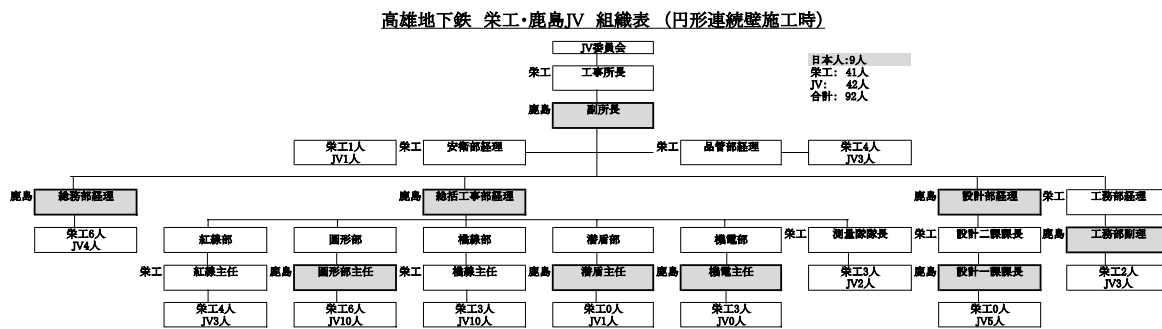 高雄地下鉄 栄工・鹿島JV 組織表 （円形連続壁施工時）
JV委員会
日本人:9人
栄工: 41人
JV: 42人
合計: 92人
栄工 工事所長
鹿島 副所長
栄工1人
JV1人
栄工 安衛部経理
栄工 品管部経理
栄工4人
JV3人
鹿島 総務部経理
鹿島 総括工事部経理
鹿島 設計部経理
栄工 工務部経理
栄工6人
JV4人
紅線部
圓形部
橘線部
潜盾部
機電部
栄工 測量隊隊長
栄工 設計二課課長
鹿島 工務部副理
栄工 紅線主任
鹿島 圓形部主任
栄工 橘線主任
鹿島 潜盾主任
鹿島 機電主任
栄工3人
JV2人
鹿島 設計一課課長
栄工2人
JV3人
栄工4人
JV3人
栄工6人
JV10人
栄工3人
JV10人
栄工0人
JV1人
栄工3人
JV0人
栄工0人
JV5人